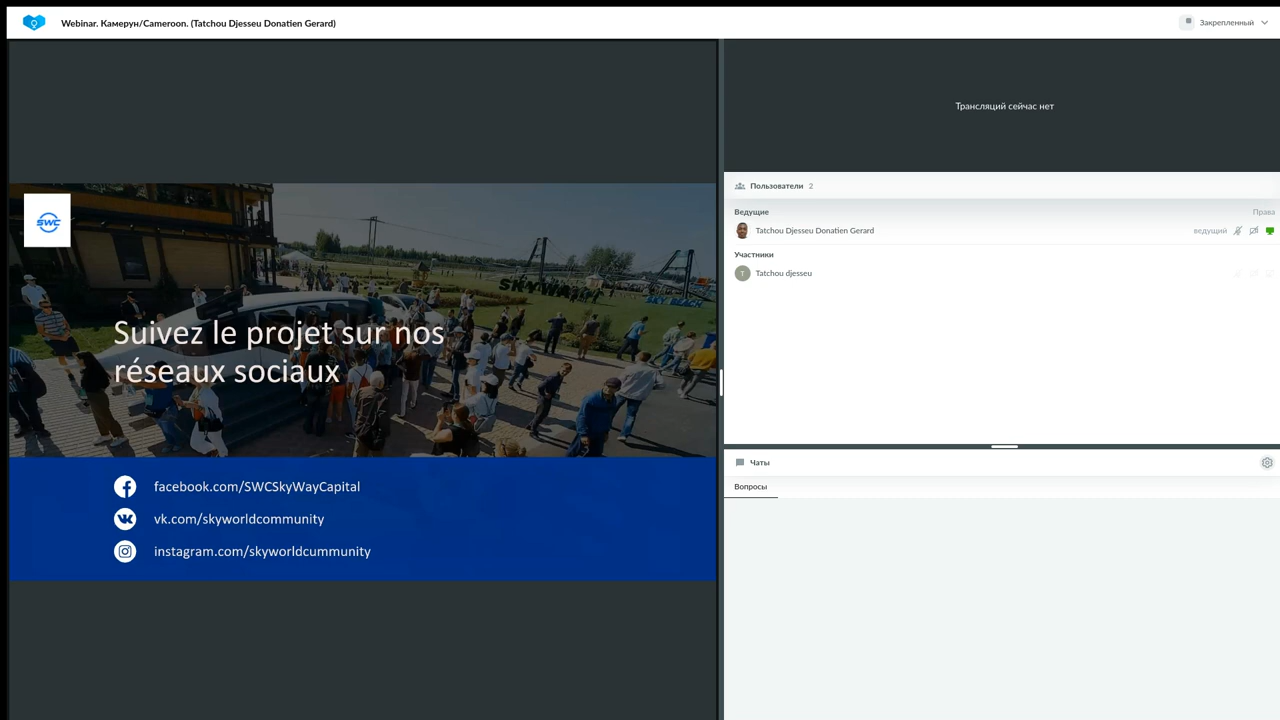 Webinar. Камерун/Cameroon. (Tatchou Djesseu Donatien Gerard)
Закрепленный
SWC
SKYWAY
Suivez le projet sur nos
réseaux sociaux
facebook.com/SWCSkyWayCapital
vk.com/skyworldcommunity
instagram.com/skyworldcummunity
Трансляций сейчас нет
Пользователи 2
Ведущие Права
Tatchou Djesseu Donatien Gerard ведущий
Участники
T Tatchou djesseu
Чаты
Вопросы